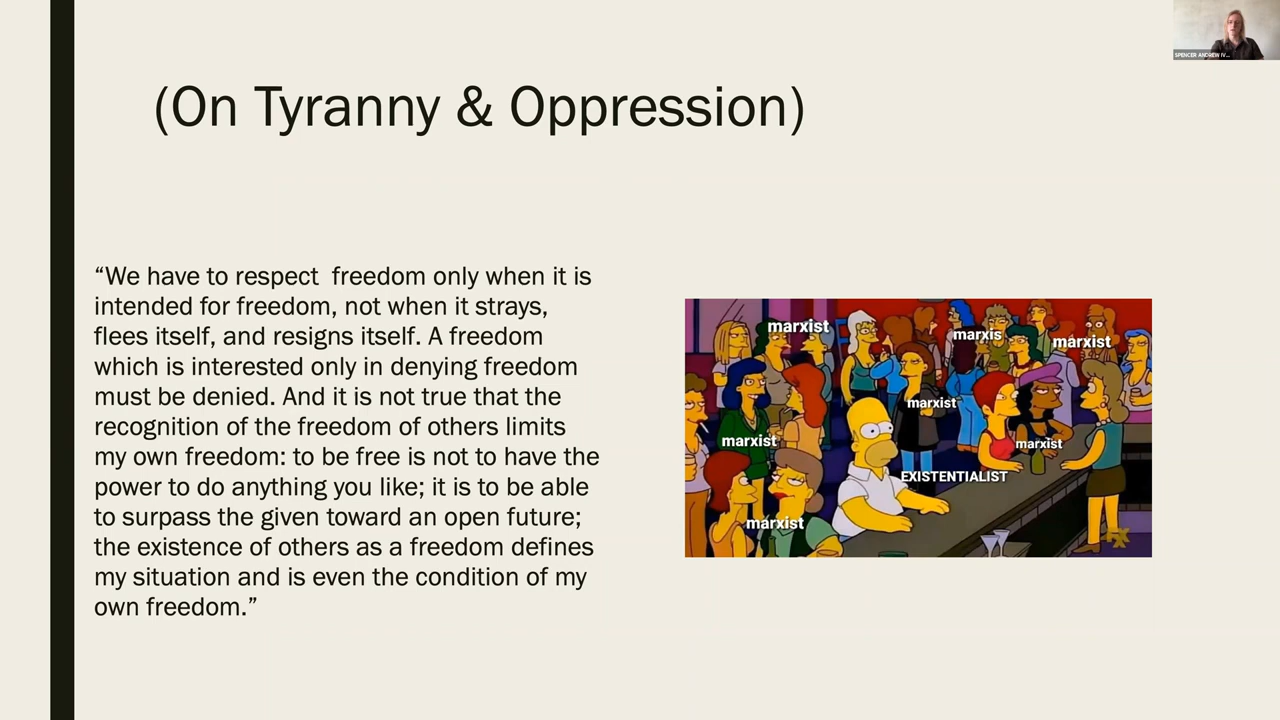 SPENCER ANDREW IV...
(On Tyranny & Oppression)
“We have to respect  freedom only when it is
intended for freedom, not when it strays,
flees itself, and resigns itself. A freedom
which is interested only in denying freedom
must be denied. And it is not true that the
recognition of the freedom of others limits
my own freedom: to be free is not to have the
power to do anything you like; it is to be able
to surpass the given toward an open future;
the existence of others as a freedom defines
my situation and is even the condition of my
own freedom.”
marxist
marxis
marxist
marxist
marxist
marxist
EXISTENTIALIST
marxist
FX